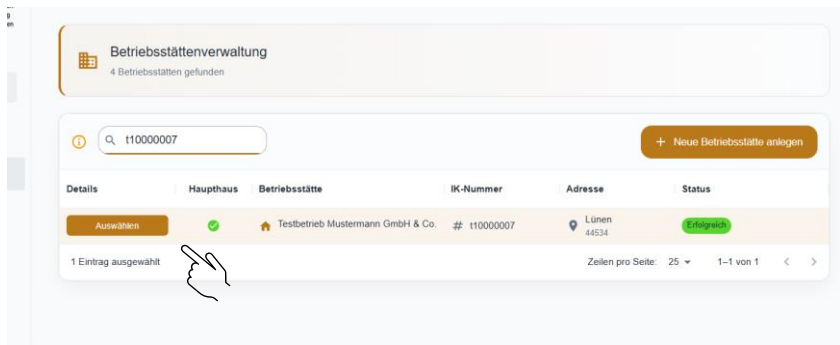 g
en
Betriebsstättenverwaltung
4 Betriebsstätten gefunden
t10000007
+ Neue Betriebsstätte anlegen
Details Haupthaus Betriebsstätte IK-Nummer Adresse Status
Auswählen Testbetrieb Mustermann GmbH & Co. # t10000007 Lünen Erfolgreich
44534
1 Eintrag ausgewählt Zeilen pro Seite: 25 1–1 von 1 < >